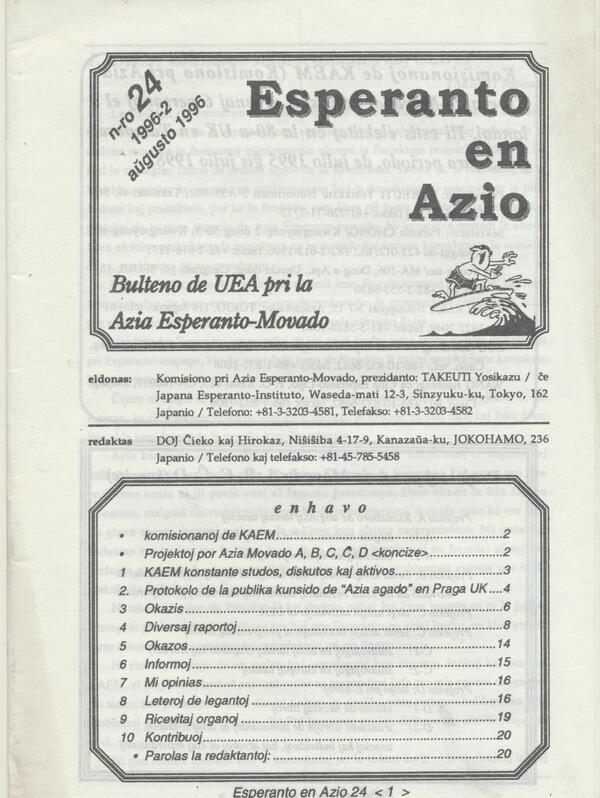 n-ro 24
1996-2
aŭgusto 1996
Esperanto
en
Azio
Bulteno de UEA pri la
Azia Esperanto-Movado
eldonas: Komisiono pri Azia Esperanto-Movado, prezidanto: TAKEUTI Yosikazu / ĉe
Japana Esperanto-Instituto, Waseda-mati 12-3, Sinzyuku-ku, Tokyo, 162
Japanio / Telefono: +81-3-3203-4581, Telefakso: +81-3-3203-4582
redaktas DOJ Ĉieko kaj Hirokaz, Niŝiŝiba 4-17-9, Kanazaŭa-ku, JOKOHAMO, 236
Japanio / Telefono kaj telefakso: +81-45-785-5458
enhavo
• komisionanoj de KAEM....2
• Projektoj por Azia Movado A, B, C, Ĉ, D <koncize>....2
1 KAEM konstante studos, diskutos kaj aktivos....3
2. Protokolo de la publika kunsido de "Azia agado" en Praga UK....4
3 Okazis....6
4 Diversaj raportoj....8
5 Okazos....14
6 Informoj....15
7 Mi opinias....16
8 Leteroj de legantoj....16
9 Ricevitaj organoj....19
10 Kontribuoj....20
• Parolas la redaktantoj:....20
Esperanto en Azio 24 < 1 >